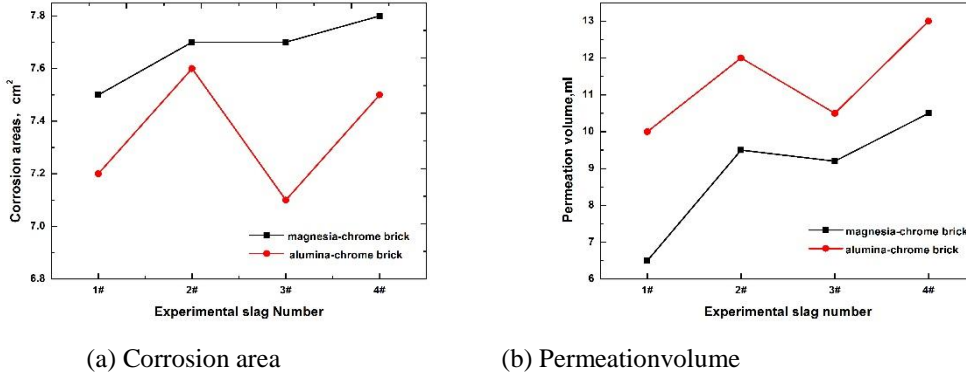 7.8
7.6
7.4
7.2
7.0
6.8
Corrosion areas, cm²
magnesia-chrome brick
alumina-chrome brick
1# 2# 3# 4#
Experimental slag Number
(a) Corrosion area
13
12
11
10
9
8
7
6
Permeation volume,ml
magnesia-chrome brick
alumina-chrome brick
1# 2# 3# 4#
Experimental slag number
(b) Permeationvolume